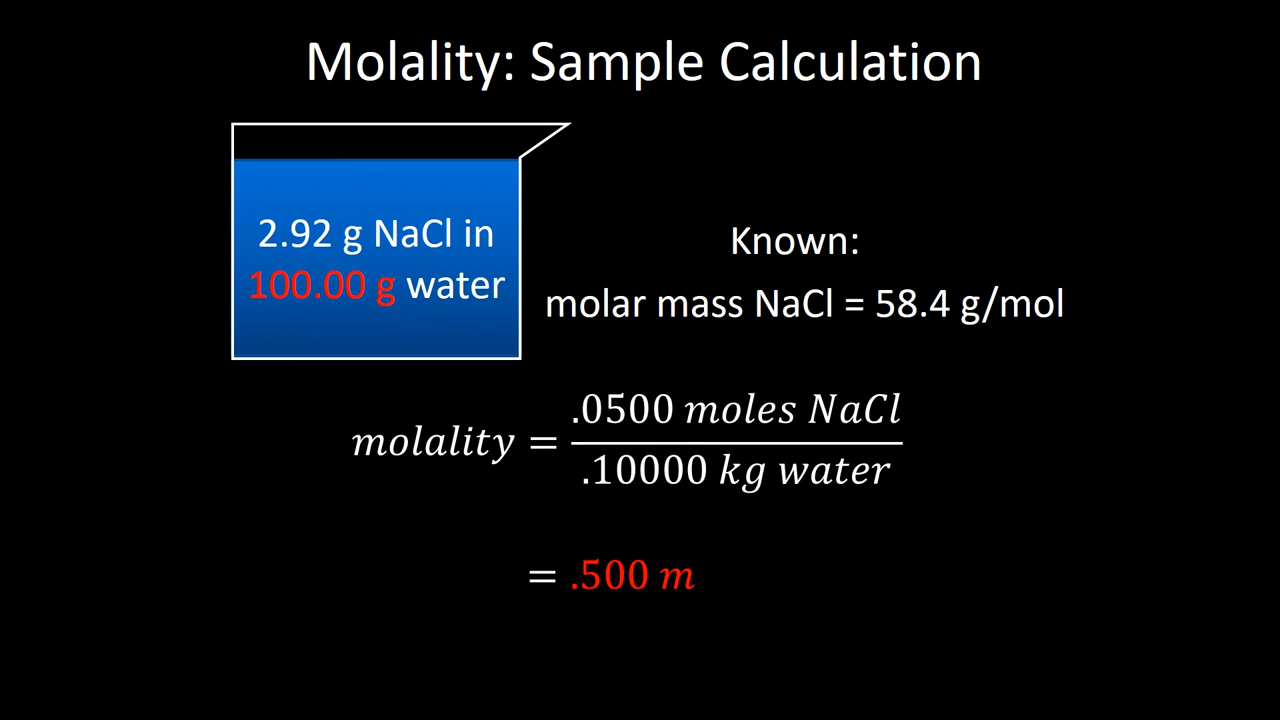 Molality: Sample Calculation
2.92 g NaCl in
100.00 g water
Known:
molar mass NaCl = 58.4 g/mol
molality = .0500 moles NaCl
.10000 kg water
= .500 m